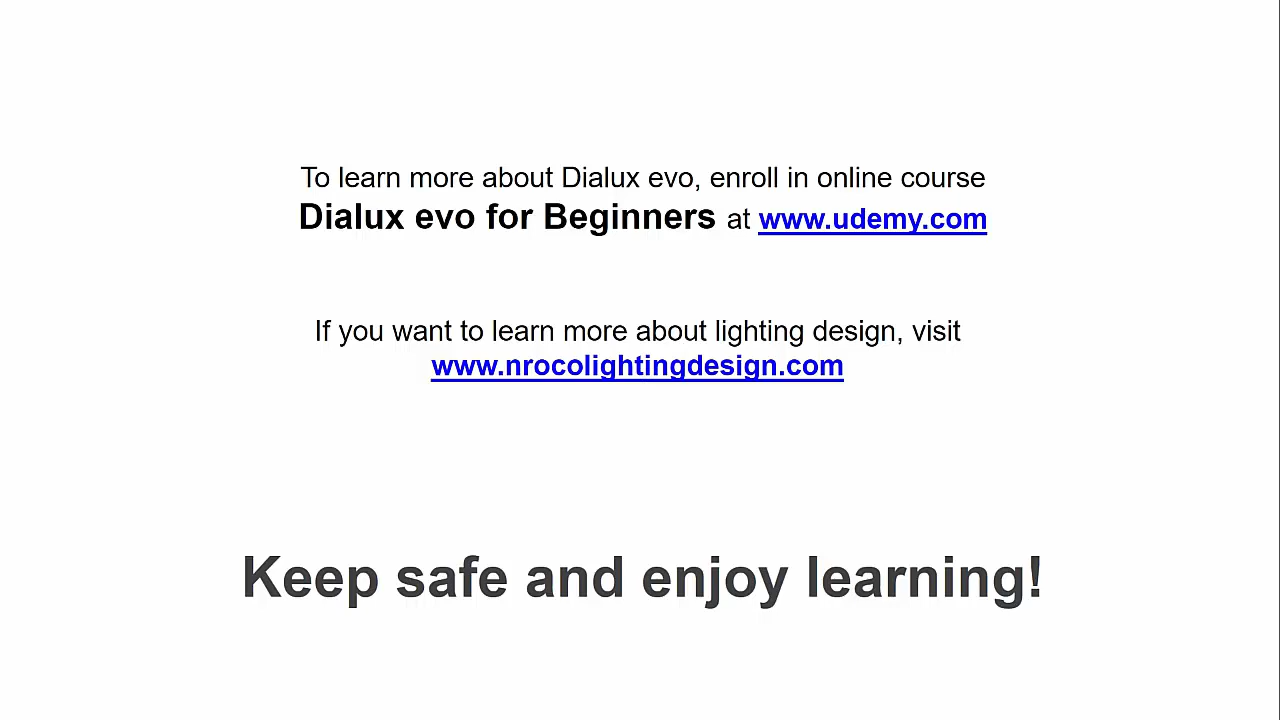 To learn more about Dialux evo, enroll in online course
Dialux evo for Beginners at www.udemy.com
If you want to learn more about lighting design, visit
www.nrocolightingdesign.com
Keep safe and enjoy learning!